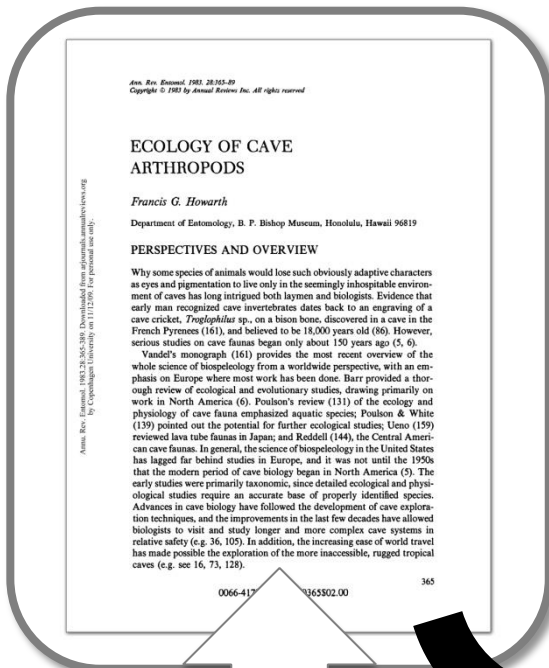 Ann. Rev. Entomol. 1983. 28:365-89
Copyright © 1983 by Annual Reviews Inc. All rights reserved
ECOLOGY OF CAVE
ARTHROPODS
Francis G. Howarth
Department of Entomology, B. P. Bishop Museum, Honolulu, Hawaii 96819
PERSPECTIVES AND OVERVIEW
Why some species of animals would lose such obviously adaptive characters
as eyes and pigmentation to live only in the seemingly inhospitable environ-
ment of caves has long intrigued both laymen and biologists. Evidence that
early man recognized cave invertebrates dates back to an engraving of a
cave cricket, Troglophilus sp., on a bison bone, discovered in a cave in the
French Pyrenees (161), and believed to be 18,000 years old (86). However,
serious studies on cave faunas began only about 150 years ago (5, 6).
Vandel's monograph (161) provides the most recent overview of the
whole science of biospeleology from a worldwide perspective, with an em-
phasis on Europe where most work has been done. Barr provided a thor-
ough review of ecological and evolutionary studies, drawing primarily on
work in North America (6). Poulson's review (131) of the ecology and
physiology of cave fauna emphasized aquatic species; Poulson & White
(139) pointed out the potential for further ecological studies; Ueno (159)
reviewed lava tube faunas in Japan; and Reddell (144), the Central Ameri-
can cave faunas. In general, the science of biospeleology in the United States
has lagged far behind studies in Europe, and it was not until the 1950s
that the modern period of cave biology began in North America (5). The
early studies were primarily taxonomic, since detailed ecological and physi-
ological studies require an accurate base of properly identified species.
Advances in cave biology have followed the development of cave explora-
tion techniques, and the improvements in the last few decades have allowed
biologists to visit and study longer and more complex cave systems in
relative safety (e.g. 36, 105). In addition, the increasing ease of world travel
has made possible the exploration of the more inaccessible, rugged tropical
caves (e.g. see 16, 73, 128).
365
0066-41 0365$02.00
Annu. Rev. Entomol. 1983.28:365-389. Downloaded from arjournals.annualreviews.org
by Copenhagen University on 11/12/09. For personal use only.